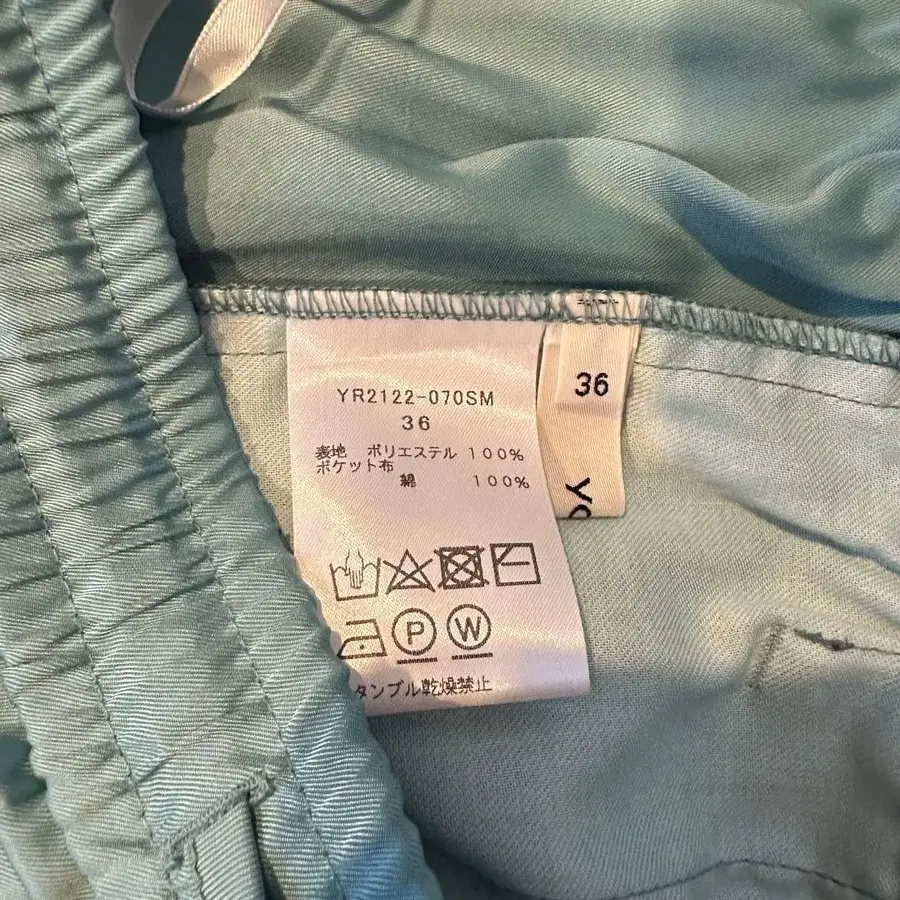 YR2122-070SM
36
表地 ポリエステル 100%
ポケット布
綿 100%
P W
タンブル乾燥禁止
36
YO